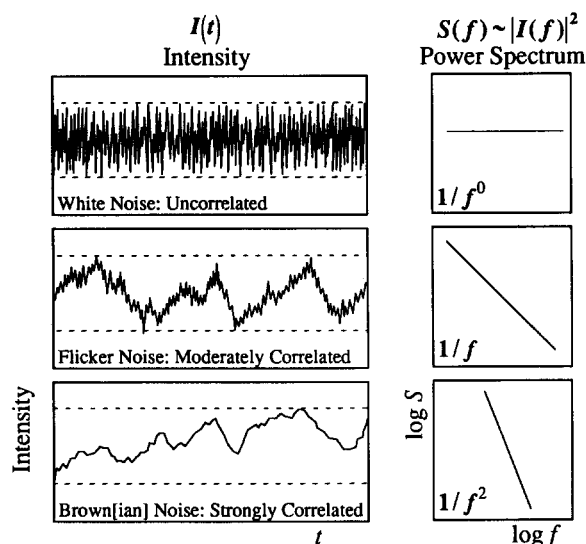 I(t)
Intensity
S(f) ~ |I(f)|²
Power Spectrum
White Noise: Uncorrelated
1/f⁰
Flicker Noise: Moderately Correlated
1/f
Intensity
Brown[ian] Noise: Strongly Correlated
t
log S
1/f²
log f